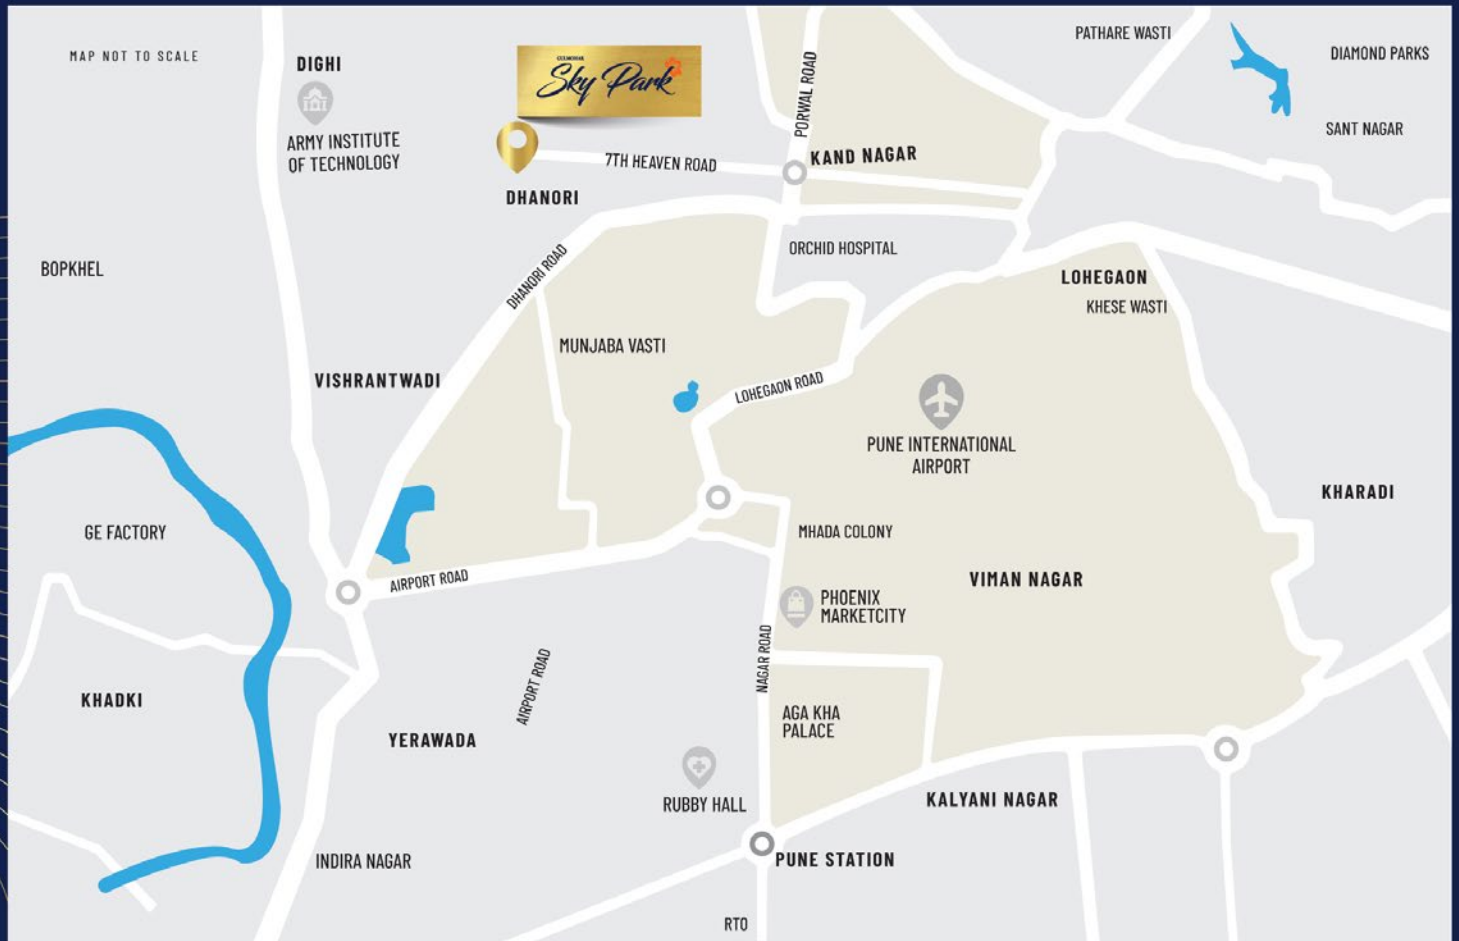 MAP NOT TO SCALE
DIGHI
ARMY INSTITUTE
OF TECHNOLOGY
GULMOHAR
Sky Park
PORWAL ROAD
PATHARE WASTI
DIAMOND PARKS
SANT NAGAR
7TH HEAVEN ROAD
KAND NAGAR
DHANORI
BOPKHEL
DHANORI ROAD
ORCHID HOSPITAL
LOHEGAON
KHESE WASTI
MUNJABA VASTI
VISHRANTWADI
LOHEGAON ROAD
PUNE INTERNATIONAL
AIRPORT
KHARADI
GE FACTORY
MHADA COLONY
AIRPORT ROAD
VIMAN NAGAR
PHOENIX
MARKETCITY
NAGAR ROAD
AIRPORT ROAD
KHADKI
YERAWADA
AGA KHA
PALACE
RUBBY HALL
KALYANI NAGAR
INDIRA NAGAR
PUNE STATION
RTO